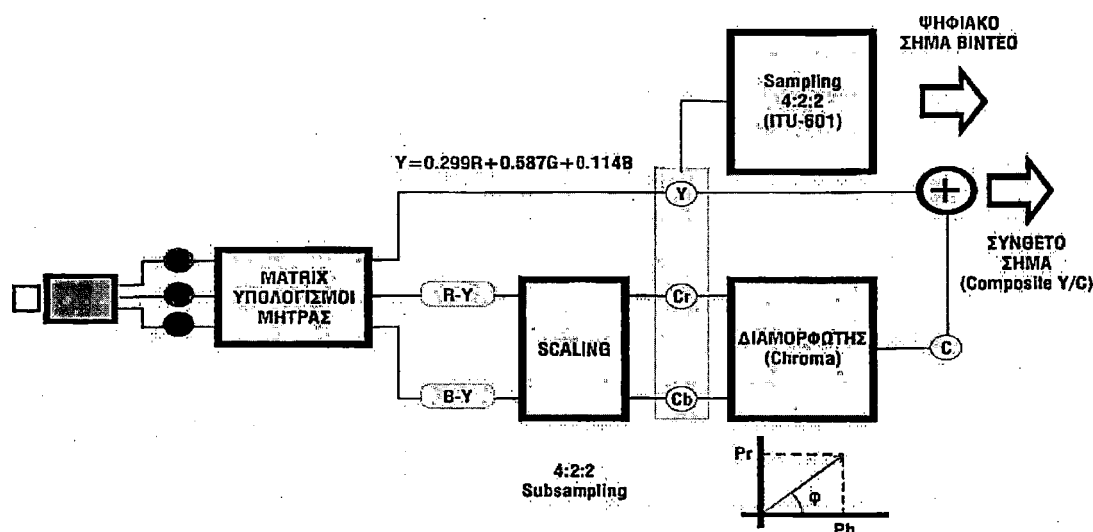 ΨΗΦΙΑΚΟ
ΣΗΜΑ ΒΙΝΤΕΟ
Sampling
4:2:2
(ITU-601)
Y=0.299R+0.587G+0.114B
Y
+
ΣΥΝΘΕΤΟ
ΣΗΜΑ
(Composite Y/C)
MATRIX
ΥΠΟΛΟΓΙΣΜΟΙ
ΜΗΤΡΑΣ
R-Y
Cr
SCALING
ΔΙΑΜΟΡΦΩΤΗΣ
(Chroma)
C
B-Y
Cb
4:2:2
Subsampling
Pr
φ
Pb